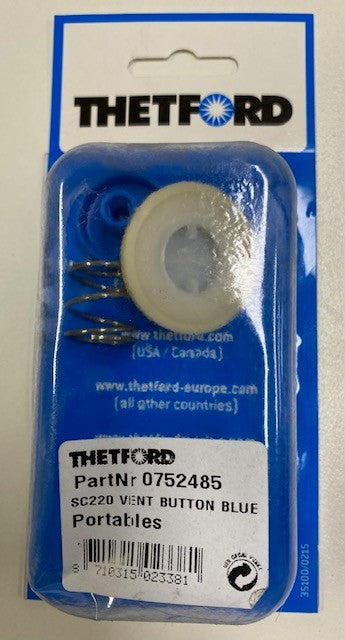 THETFORD
www.thetford.com
(USA / Canada)
www.thetford-europe.com
(all other countries)
THETFORD
PartNr 0752485
SC220 VENT BUTTON BLUE
Portables
8 710315 023381
35100/0215